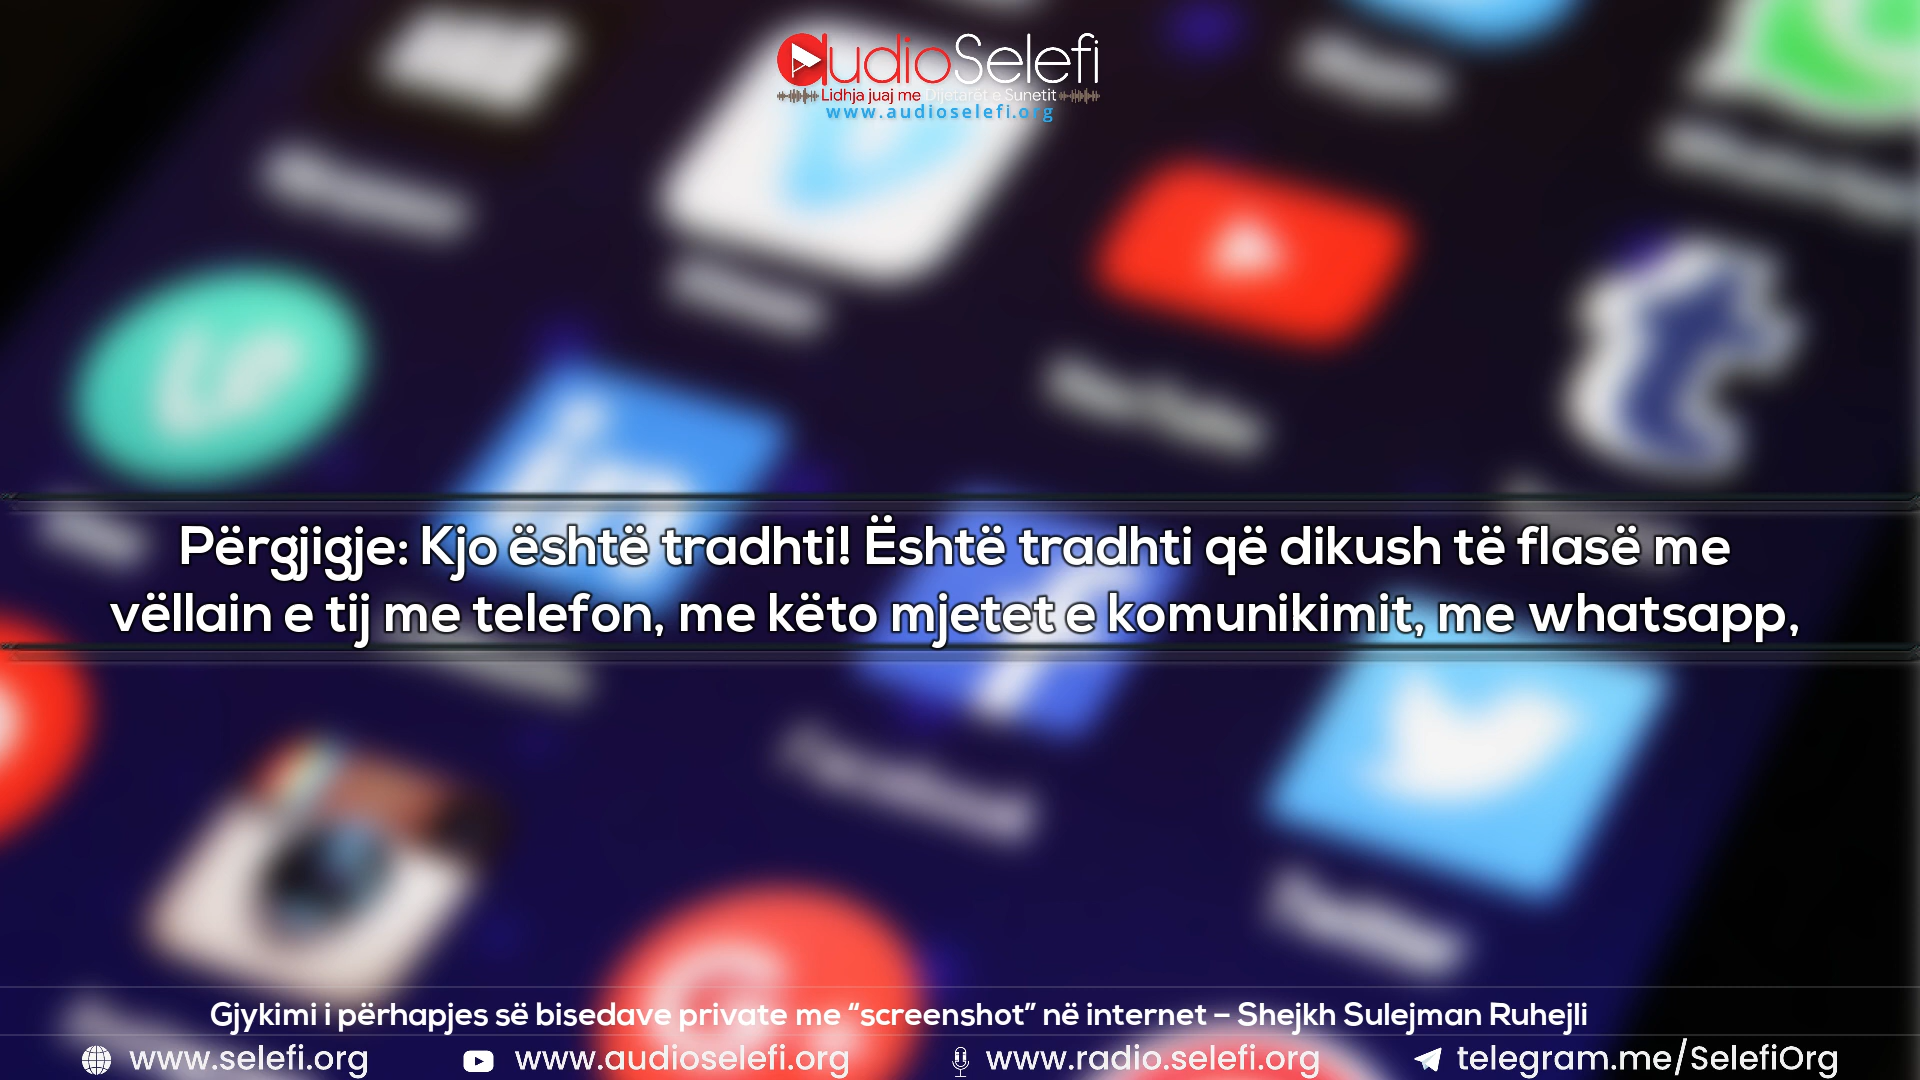 audioSelefi
Lidhja juaj me Dijetarët e Sunetit
www.audioselefi.org
Përgjigje: Kjo është tradhti! Është tradhti që dikush të flasë me
vëllain e tij me telefon, me këto mjetet e komunikimit, me whatsapp,
Gjykimi i përhapjes së bisedave private me “screenshot” në internet – Shejkh Sulejman Ruhejli
www.selefi.org
www.audioselefi.org
www.radio.selefi.org
telegram.me/SelefiOrg